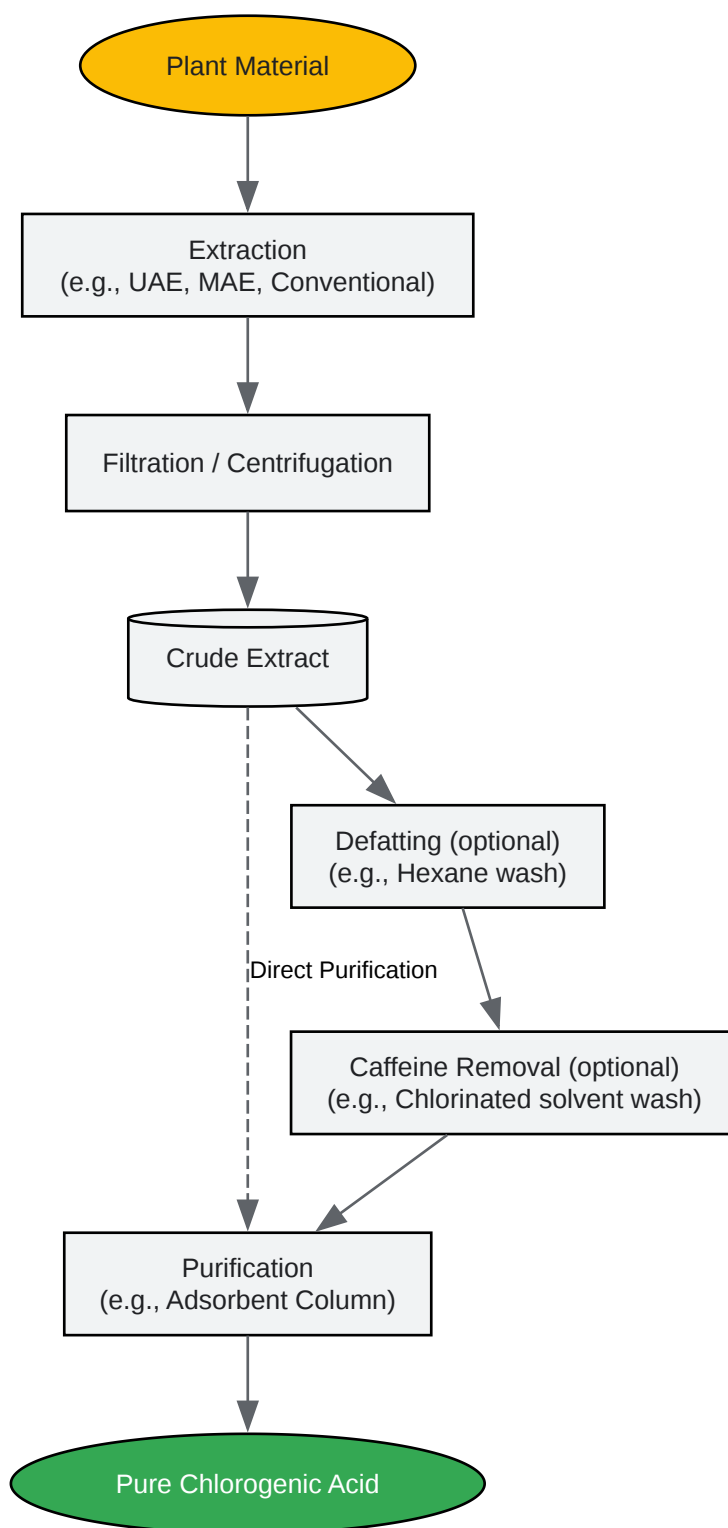 Plant Material
Extraction
(e.g., UAE, MAE, Conventional)
Filtration / Centrifugation
Crude Extract
Defatting (optional)
(e.g., Hexane wash)
Direct Purification
Caffeine Removal (optional)
(e.g., Chlorinated solvent wash)
Purification
(e.g., Adsorbent Column)
Pure Chlorogenic Acid